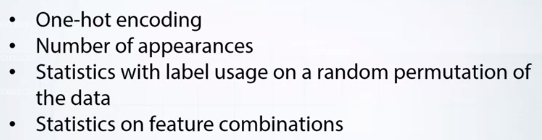 • One-hot encoding
• Number of appearances
• Statistics with label usage on a random permutation of
the data
• Statistics on feature combinations